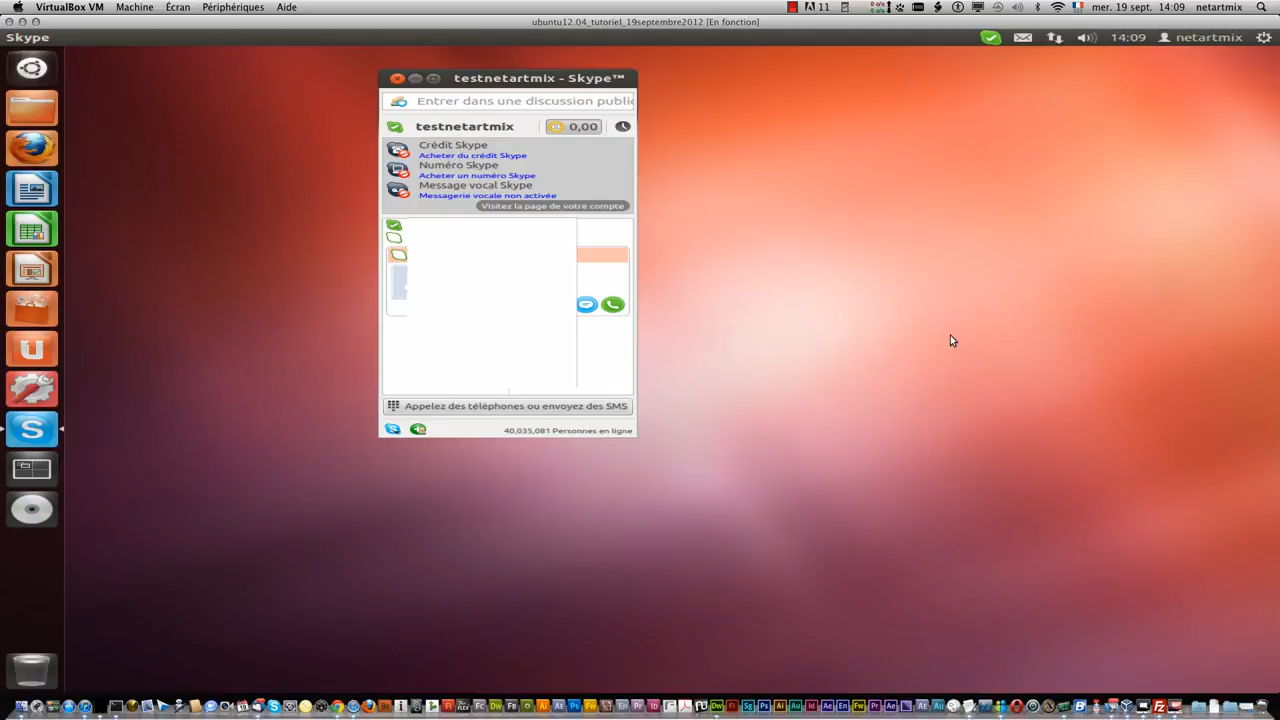 VirtualBox VM Machine Écran Périphériques Aide
11
mer. 19 sept. 14:09 netartmix
ubuntu12.04_tutoriel_19septembre2012 [En fonction]
Skype
14:09 netartmix
testnetartmix - Skype™
Entrer dans une discussion public
testnetartmix 0,00
Crédit Skype
Acheter du crédit Skype
Numéro Skype
Acheter un numéro Skype
Message vocal Skype
Messagerie vocale non activée
Visitez la page de votre compte
Appelez des téléphones ou envoyez des SMS
40,035,081 Personnes en ligne